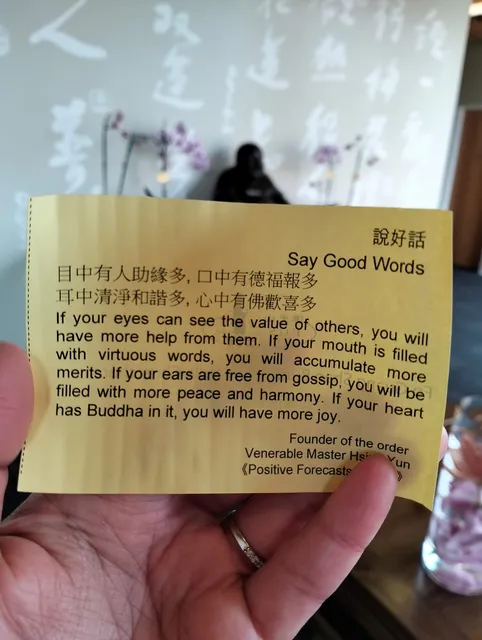 說好話
Say Good Words
目中有人助緣多, 口中有德福報多
耳中清淨和諧多, 心中有佛歡喜多
If your eyes can see the value of others, you will
have more help from them. If your mouth is filled
with virtuous words, you will accumulate more
merits. If your ears are free from gossip, you will be
filled with more peace and harmony. If your heart
has Buddha in it, you will have more joy.
Founder of the order
Venerable Master Yun
《Positive Forecasts 》